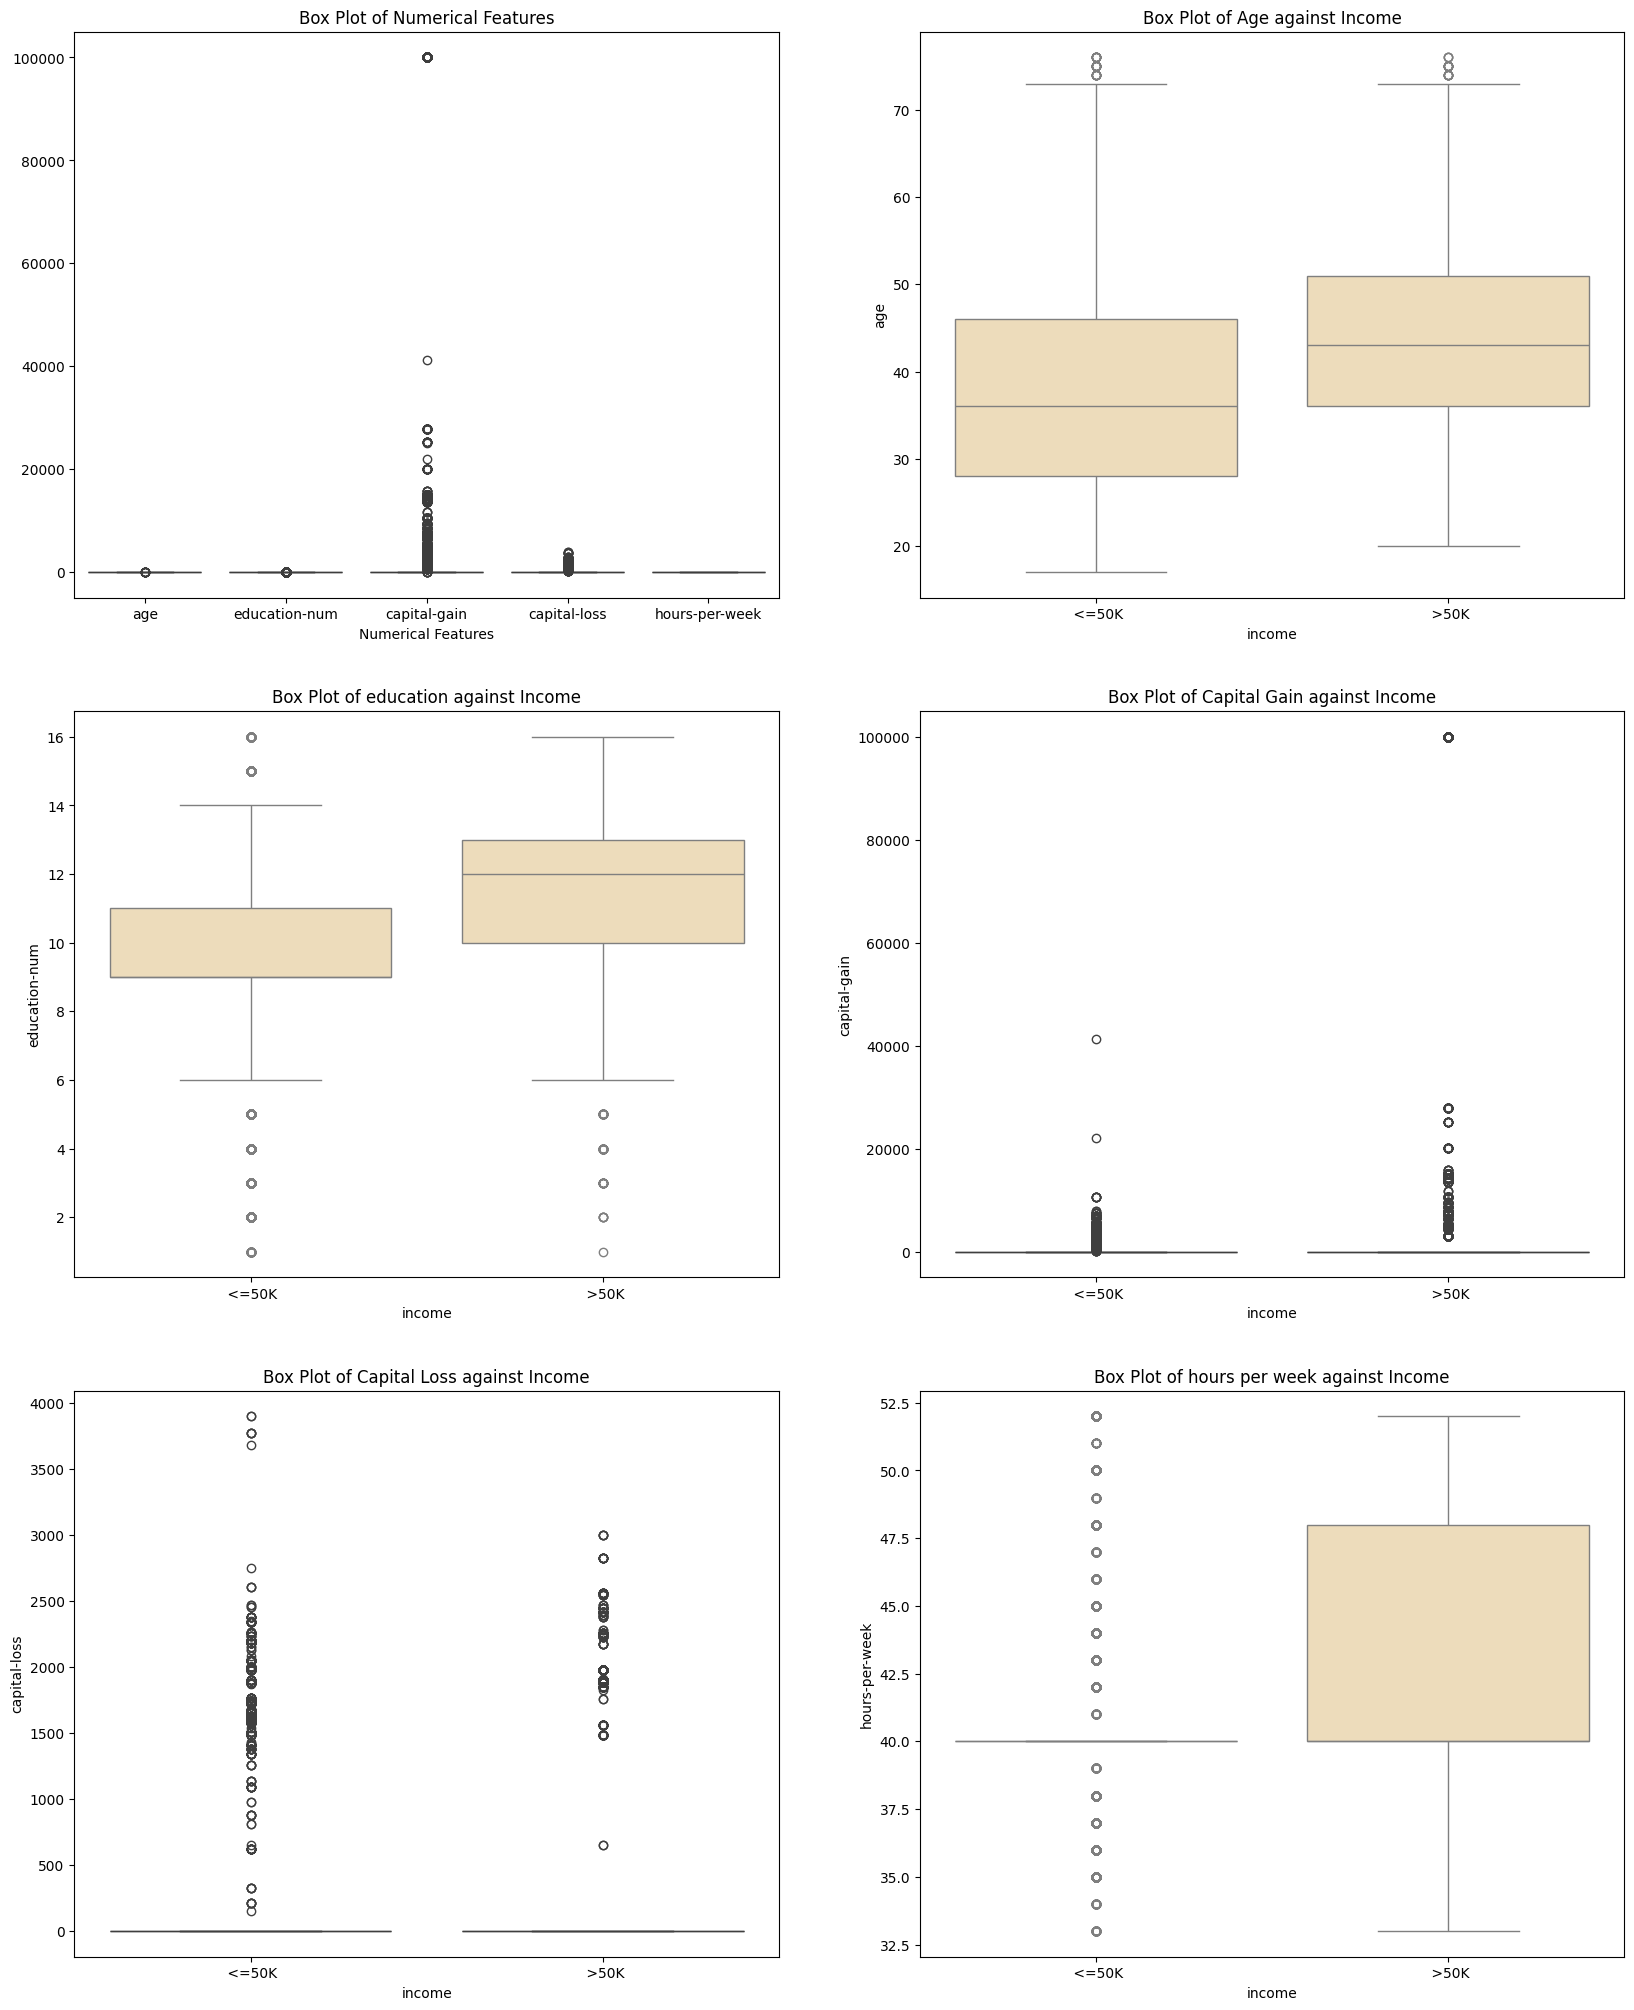 Box Plot of Numerical Features
100000
80000
60000
40000
20000
0
age education-num capital-gain capital-loss hours-per-week
Numerical Features
Box Plot of Age against Income
70
60
50
40
30
20
age
<=50K >50K
income
Box Plot of education against Income
16
14
12
10
8
6
4
2
education-num
<=50K >50K
income
Box Plot of Capital Gain against Income
100000
80000
60000
40000
20000
0
capital-gain
<=50K >50K
income
Box Plot of Capital Loss against Income
4000
3500
3000
2500
2000
1500
1000
500
0
capital-loss
<=50K >50K
income
Box Plot of hours per week against Income
52.5
50.0
47.5
45.0
42.5
40.0
37.5
35.0
32.5
hours-per-week
<=50K >50K
income